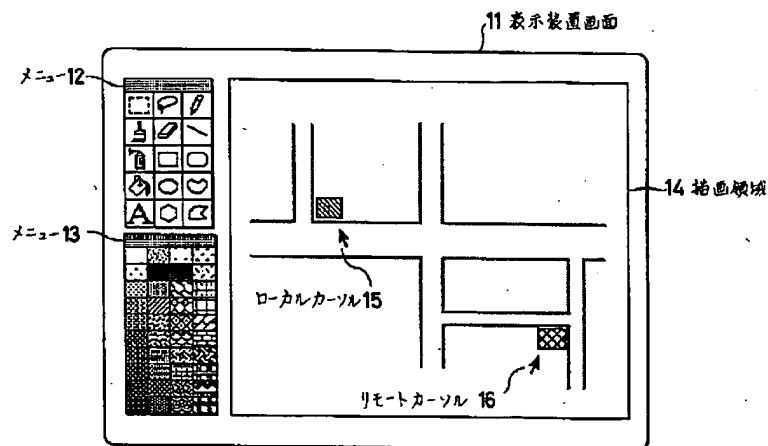 11 表示装置画面
メニュー12
14 描画領域
メニュー13
ローカルカーソル15
リモートカーソル 16
A